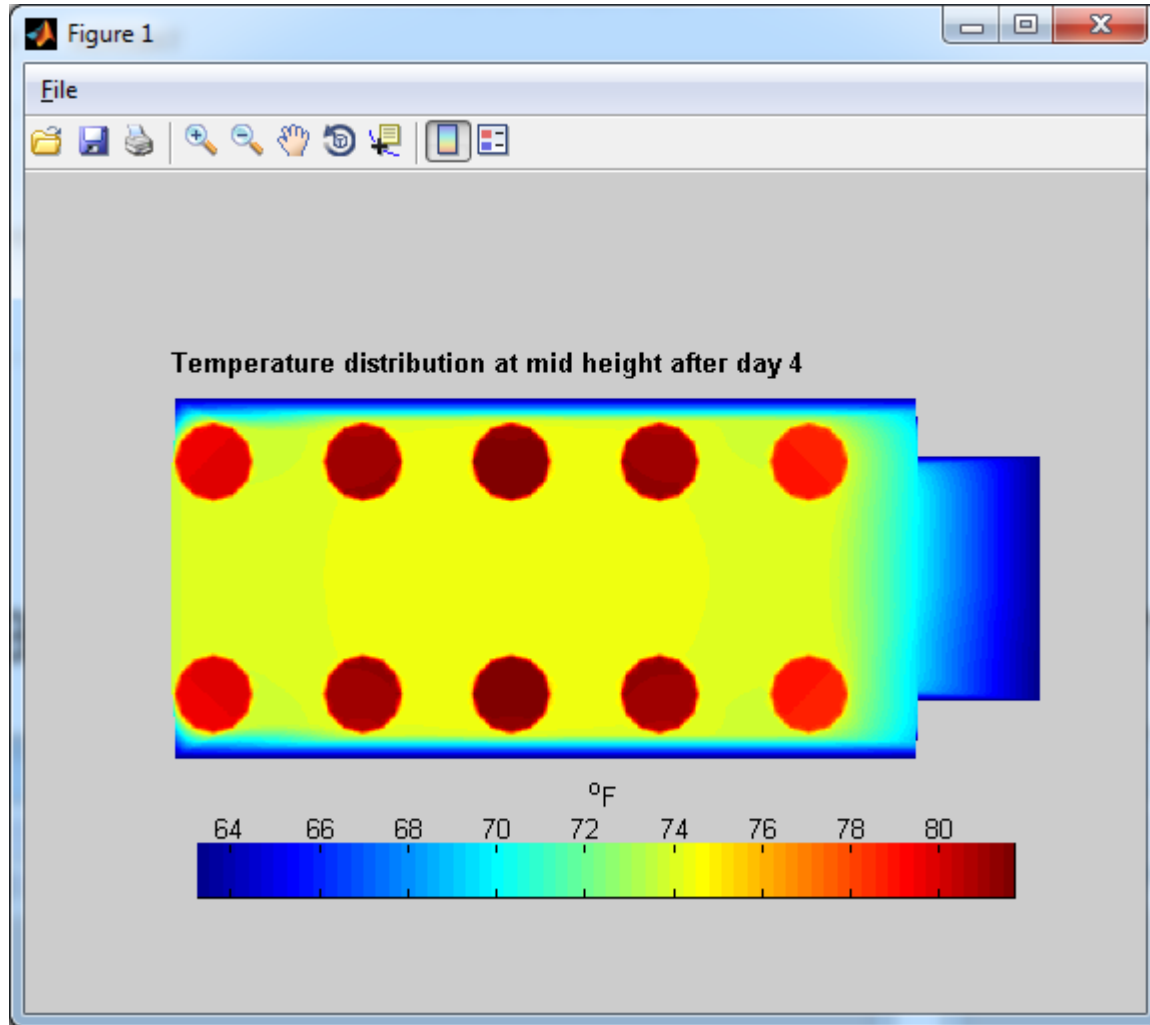 Figure 1
File
Temperature distribution at mid height after day 4
ºF
64 66 68 70 72 74 76 78 80